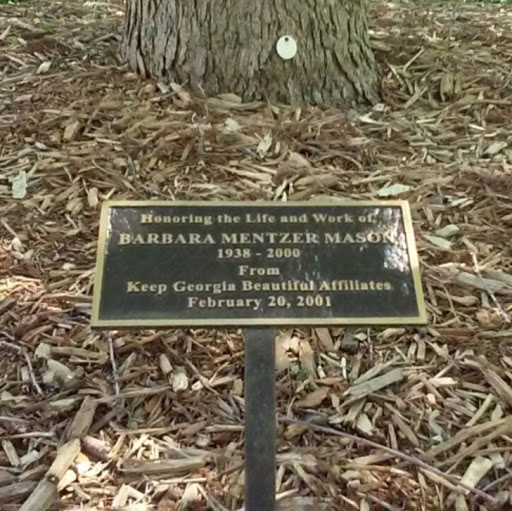 Honoring the Life and Work of
BARBARA MENTZER MASON
1938 - 2000
From
Keep Georgia Beautiful Affiliates
February 20, 2001